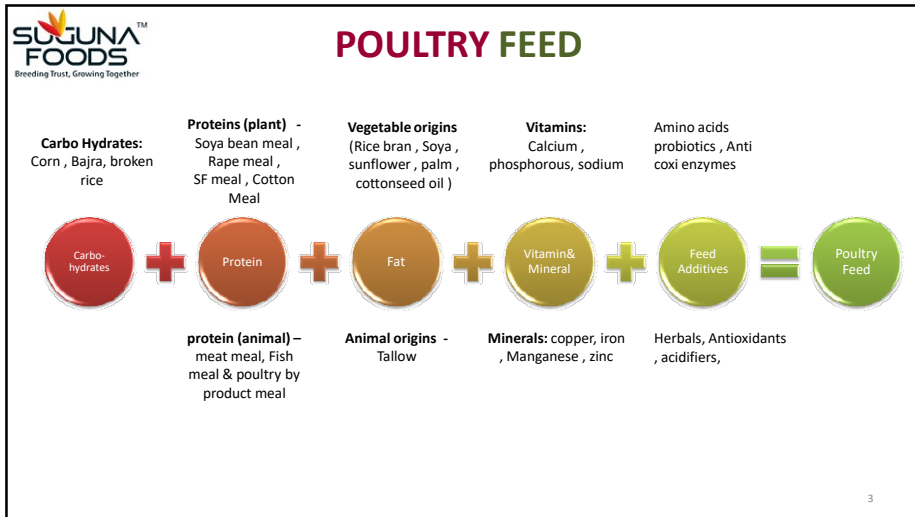 SUGUNA™
FOODS
Breeding Trust, Growing Together
POULTRY FEED
Carbo Hydrates:
Corn , Bajra, broken
rice
Proteins (plant) -
Soya bean meal ,
Rape meal ,
SF meal , Cotton
Meal
Vegetable origins
(Rice bran , Soya ,
sunflower , palm ,
cottonseed oil )
Vitamins:
Calcium ,
phosphorous, sodium
Amino acids
probiotics , Anti
coxi enzymes
Carbo-
hydrates
Protein
Fat
Vitamin&
Mineral
Feed
Additives
Poultry
Feed
protein (animal) –
meat meal, Fish
meal & poultry by
product meal
Animal origins -
Tallow
Minerals: copper, iron
, Manganese , zinc
Herbals, Antioxidants
, acidifiers,
3